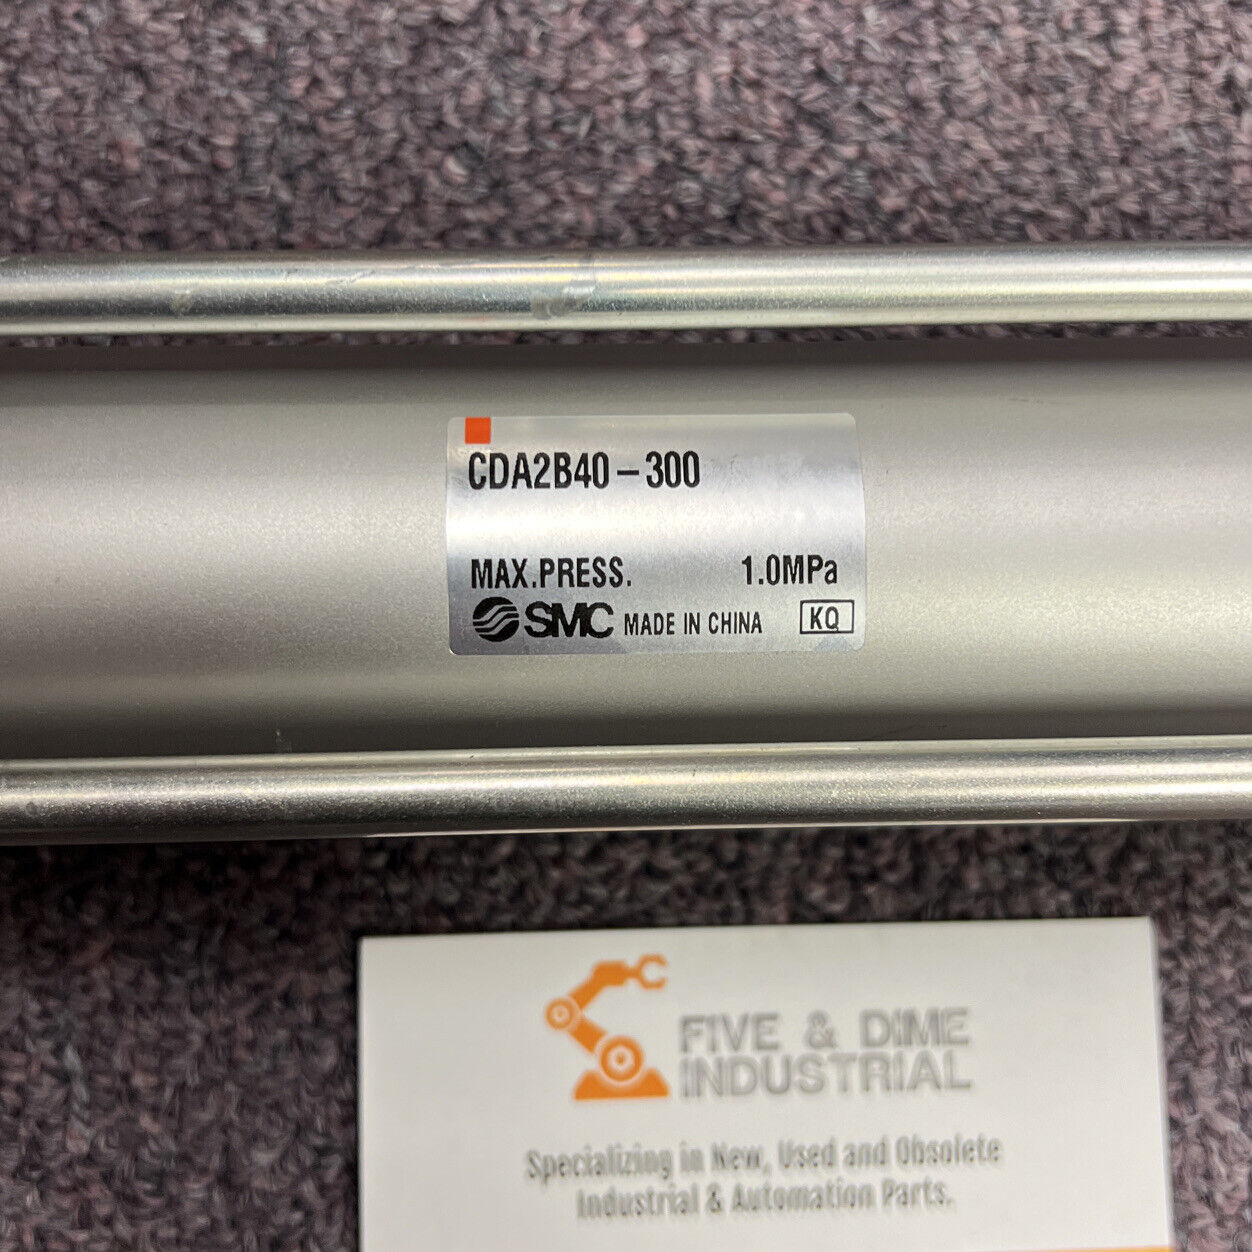 CDA2B40-300
MAX.PRESS. 1.0MPa
SMC MADE IN CHINA KQ
FIVE & DIME
INDUSTRIAL
Specializing in New, Used and Obsolete
Industrial & Automation Parts.